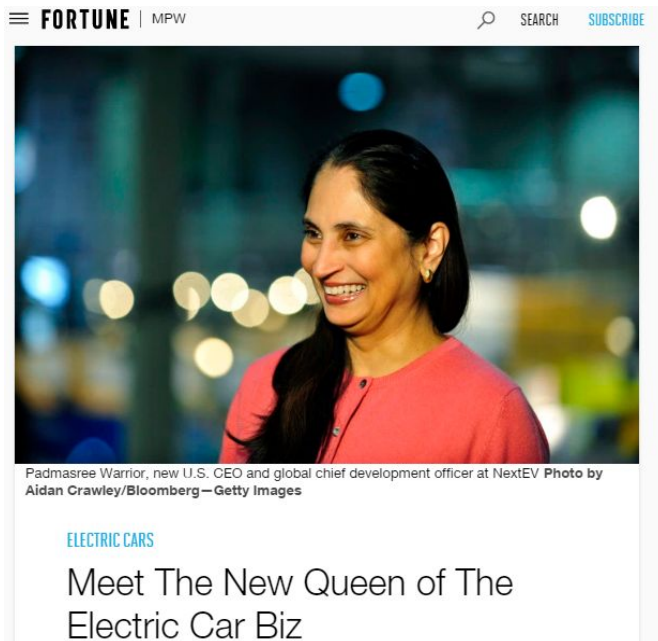 FORTUNE | MPW SEARCH SUBSCRIBE
Padmasree Warrior, new U.S. CEO and global chief development officer at NextEV Photo by
Aidan Crawley/Bloomberg—Getty Images
ELECTRIC CARS
Meet The New Queen of The
Electric Car Biz